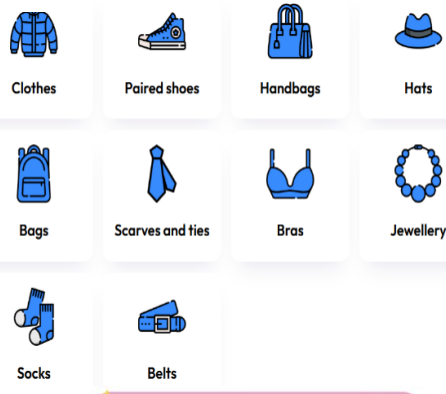 Clothes
Paired shoes
Handbags
Hats
Bags
Scarves and ties
Bras
Jewellery
Socks
Belts